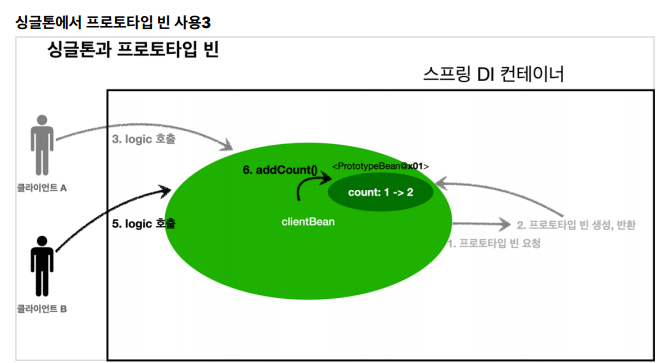 싱글톤에서 프로토타입 빈 사용3
싱글톤과 프로토타입 빈
스프링 DI 컨테이너
3. logic 호출
클라이언트 A
6. addCount()
<PrototypeBean@x01>
count: 1 -> 2
clientBean
5. logic 호출
2. 프로토타입 빈 생성, 반환
1. 프로토타입 빈 요청
클라이언트 B